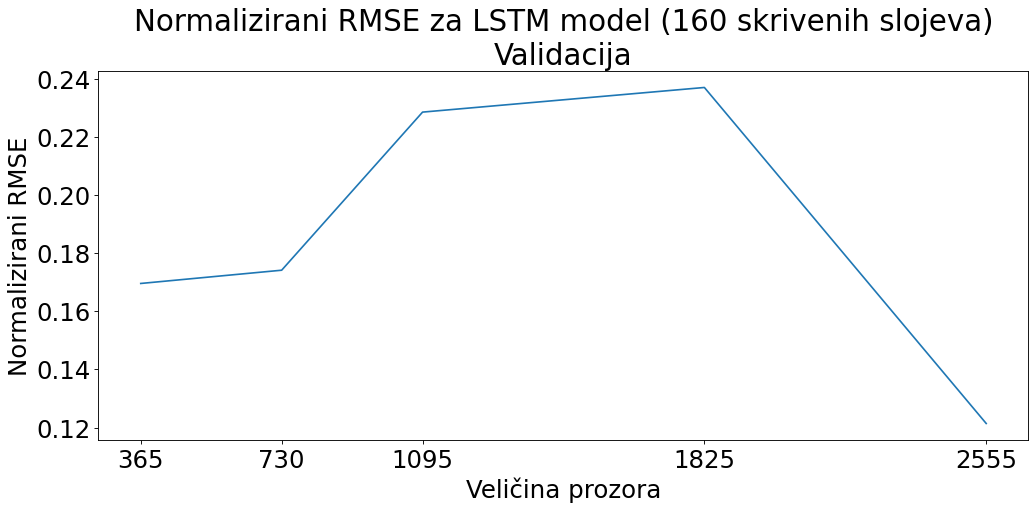 Normalizirani RMSE za LSTM model (160 skrivenih slojeva)
Validacija
Normalizirani RMSE
0.24
0.22
0.20
0.18
0.16
0.14
0.12
365 730 1095 1825 2555
Veličina prozora